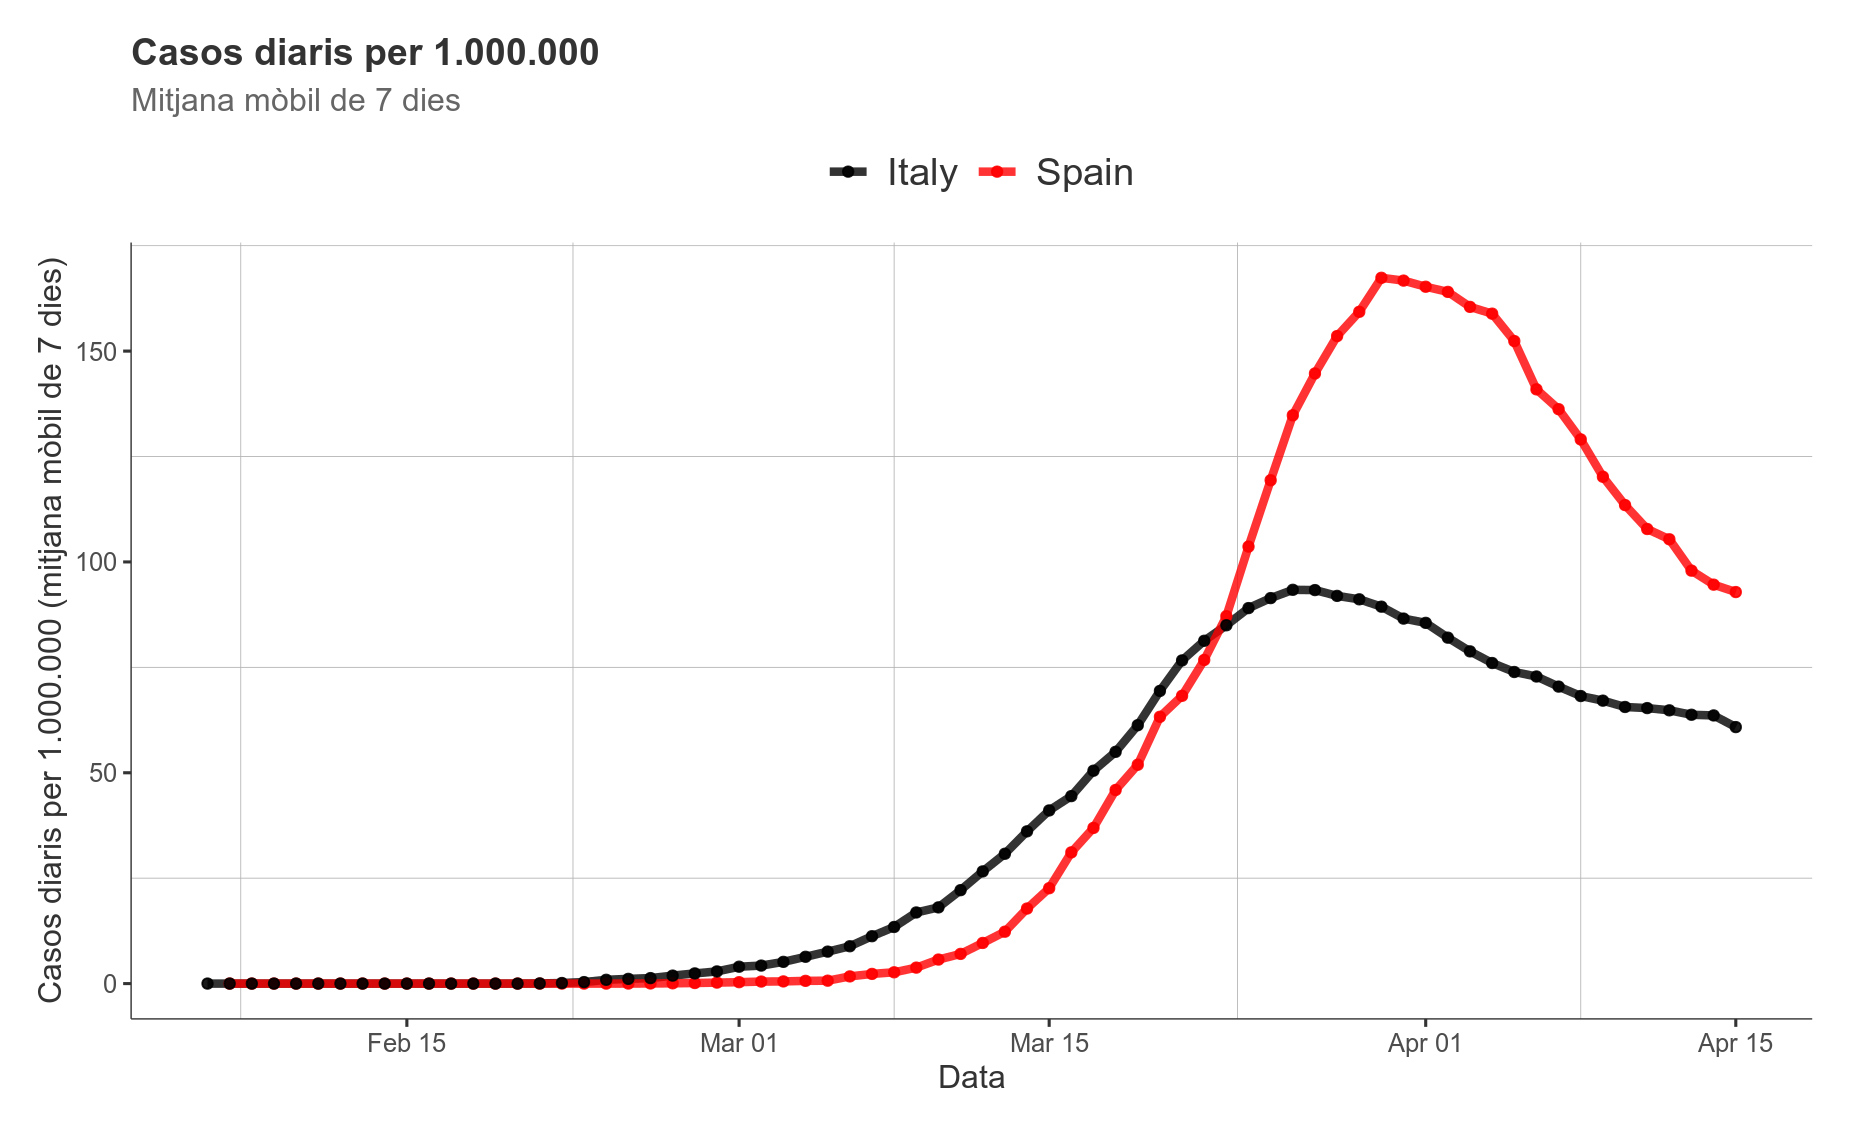 Casos diaris per 1.000.000
Mitjana mòbil de 7 dies
Italy
Spain
Casos diaris per 1.000.000 (mitjana mòbil de 7 dies)
150
100
50
0
Feb 15
Mar 01
Mar 15
Apr 01
Apr 15
Data